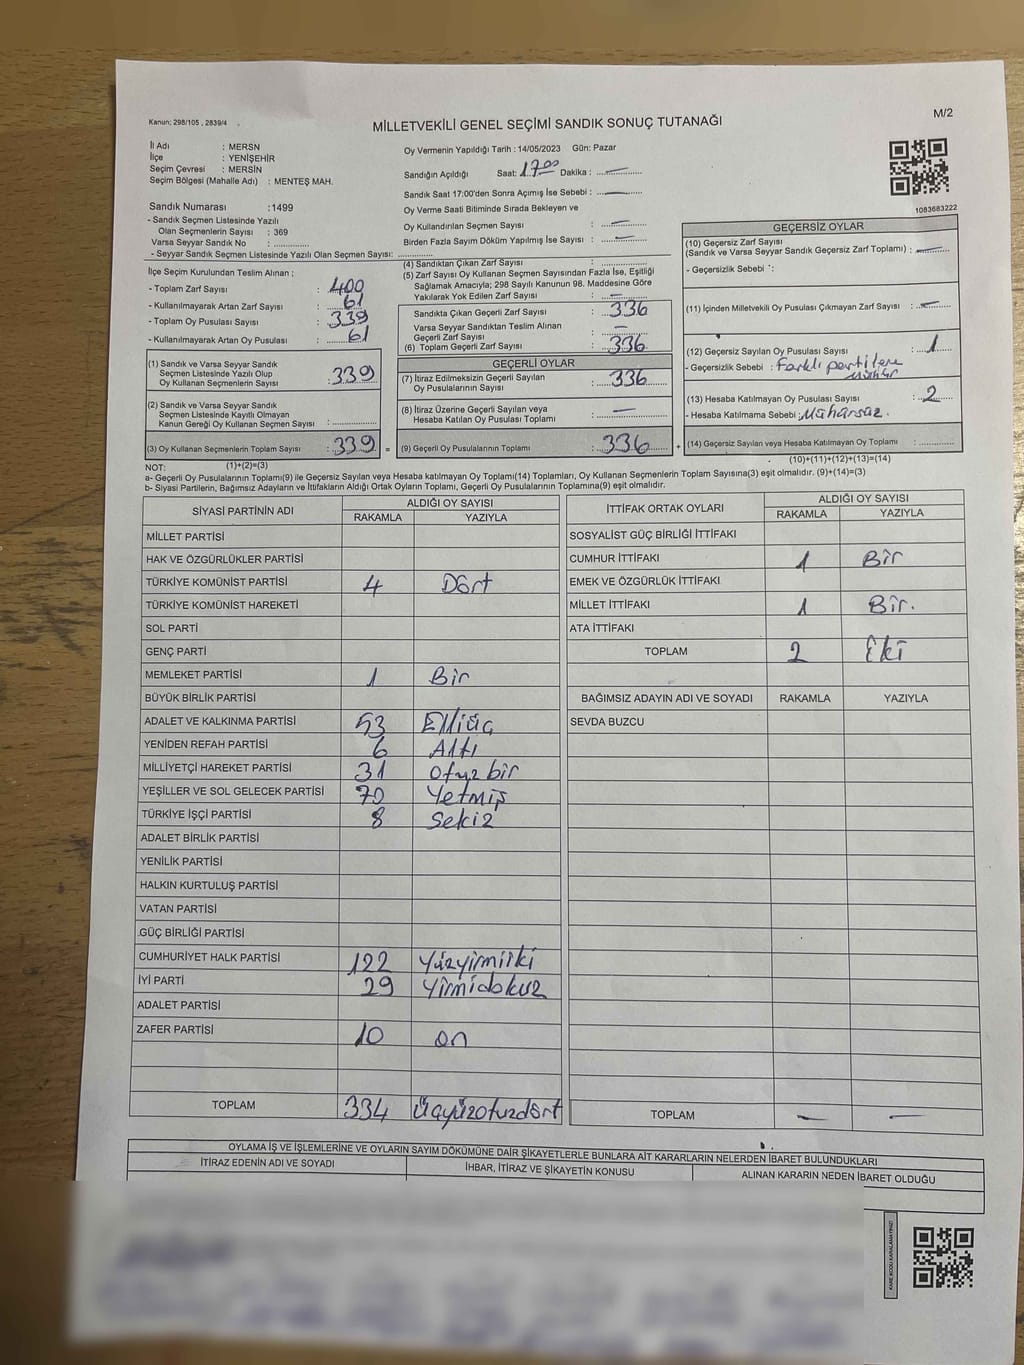 Kanun: 298/105 , 2839/4
M/2
MİLLETVEKİLİ GENEL SEÇİMİ SANDIK SONUÇ TUTANAĞI
İl Adı : MERSN
İlçe : YENİŞEHİR
Seçim Çevresi : MERSİN
Seçim Bölgesi (Mahalle Adı) : MENTEŞ MAH.
Oy Vermenin Yapıldığı Tarih : 14/05/2023 Gün: Pazar
Sandığın Açıldığı Saat: 17.00 Dakika : —
Sandık Saat 17:00'den Sonra Açımış İse Sebebi : —
Oy Verme Saati Bitiminde Sırada Bekleyen ve
Oy Kullandırılan Seçmen Sayısı : —
Birden Fazla Sayım Döküm Yapılmış İse Sayısı : —
1083683222
Sandık Numarası :1499
- Sandık Seçmen Listesinde Yazılı
Olan Seçmenlerin Sayısı : 369
Varsa Seyyar Sandık No : ..............
- Seyyar Sandık Seçmen Listesinde Yazılı Olan Seçmen Sayısı: ..............
İlçe Seçim Kurulundan Teslim Alınan ;
- Toplam Zarf Sayısı : 400
- Kullanılmayarak Artan Zarf Sayısı : 61
- Toplam Oy Pusulası Sayısı : 339
- Kullanılmayarak Artan Oy Pusulası : 61
(4) Sandıktan Çıkan Zarf Sayısı : ..............
(5) Zarf Sayısı Oy Kullanan Seçmen Sayısından Fazla İse, Eşitliği
Sağlamak Amacıyla; 298 Sayılı Kanunun 98. Maddesine Göre
Yakılarak Yok Edilen Zarf Sayısı : —
Sandıkta Çıkan Geçerli Zarf Sayısı : 336
Varsa Seyyar Sandıktan Teslim Alınan
Geçerli Zarf Sayısı : —
(6) Toplam Geçerli Zarf Sayısı : 336
GEÇERSİZ OYLAR
(10) Geçersiz Zarf Sayısı
(Sandık ve Varsa Seyyar Sandık Geçersiz Zarf Toplamı) : —
- Geçersizlik Sebebi :
(11) İçinden Milletvekili Oy Pusulası Çıkmayan Zarf Sayısı : —
(12) Geçersiz Sayılan Oy Pusulası Sayısı : 1
- Geçersizlik Sebebi : Farklı partilere
mühür
(13) Hesaba Katılmayan Oy Pusulası Sayısı : 2
- Hesaba Katılmama Sebebi : Mühürsüz.
(14) Geçersiz Sayılan veya Hesaba Katılmayan Oy Toplamı : ..............
(10)+(11)+(12)+(13)=(14)
(1) Sandık ve Varsa Seyyar Sandık
Seçmen Listesinde Yazılı Olup
Oy Kullanan Seçmenlerin Sayısı : 339
(2) Sandık ve Varsa Seyyar Sandık
Seçmen Listesinde Kayıtlı Olmayan
Kanun Gereği Oy Kullanan Seçmen Sayısı : ..............
(3) Oy Kullanan Seçmenlerin Toplam Sayısı : 339 =
GEÇERLİ OYLAR
(7) İtiraz Edilmeksizin Geçerli Sayılan
Oy Pusulalarının Sayısı : 336
(8) İtiraz Üzerine Geçerli Sayılan veya
Hesaba Katılan Oy Pusulası Toplamı : —
(9) Geçerli Oy Pusulalarının Toplamı : 336 +
NOT: (1)+(2)=(3)
a- Geçerli Oy Pusulalarının Toplamı(9) ile Geçersiz Sayılan veya Hesaba Katılmayan Oy Toplamı(14) Toplamları, Oy Kullanan Seçmenlerin Toplam Sayısına(3) eşit olmalıdır. (9)+(14)=(3)
b- Siyasi Partilerin, Bağımsız Adayların ve İttifakların Aldığı Ortak Oyların Toplamı, Geçerli Oy Pusulalarının Toplamına(9) eşit olmalıdır.
SİYASİ PARTİNİN ADI ALDIĞI OY SAYISI
RAKAMLA YAZIYLA
MİLLET PARTİSİ
HAK VE ÖZGÜRLÜKLER PARTİSİ
TÜRKİYE KOMÜNİST PARTİSİ 4 Dört
TÜRKİYE KOMÜNİST HAREKETİ
SOL PARTİ
GENÇ PARTİ
MEMLEKET PARTİSİ 1 Bir
BÜYÜK BİRLİK PARTİSİ
ADALET VE KALKINMA PARTİSİ 53 Elliüç
YENİDEN REFAH PARTİSİ 6 Altı
MİLLİYETÇİ HAREKET PARTİSİ 31 Otuzbir
YEŞİLLER VE SOL GELECEK PARTİSİ 70 Yetmiş
TÜRKİYE İŞÇİ PARTİSİ 8 Sekiz
ADALET BİRLİK PARTİSİ
YENİLİK PARTİSİ
HALKIN KURTULUŞ PARTİSİ
VATAN PARTİSİ
GÜÇ BİRLİĞİ PARTİSİ
CUMHURİYET HALK PARTİSİ 122 Yüzyirmiiki
İYİ PARTİ 29 Yirmidokuz
ADALET PARTİSİ
ZAFER PARTİSİ 10 On
TOPLAM 334 Üçyüzotuzdört
İTTİFAK ORTAK OYLARI ALDIĞI OY SAYISI
RAKAMLA YAZIYLA
SOSYALİST GÜÇ BİRLİĞİ İTTİFAKI
CUMHUR İTTİFAKI 1 Bir
EMEK VE ÖZGÜRLÜK İTTİFAKI
MİLLET İTTİFAKI 1 Bir.
ATA İTTİFAKI
TOPLAM 2 İki
BAĞIMSIZ ADAYIN ADI VE SOYADI RAKAMLA YAZIYLA
SEVDA BUZCU
TOPLAM — —
OYLAMA İŞ VE İŞLEMLERİNE VE OYLARIN SAYIM DÖKÜMÜNE DAİR ŞİKAYETLERLE BUNLARA AİT KARARLARIN NELERDEN İBARET BULUNDUKLARI
İTİRAZ EDENİN ADI VE SOYADI İHBAR, İTİRAZ VE ŞİKAYETİN KONUSU ALINAN KARARIN NEDEN İBARET OLDUĞU
KARE KODU KARALAMAYINIZ!